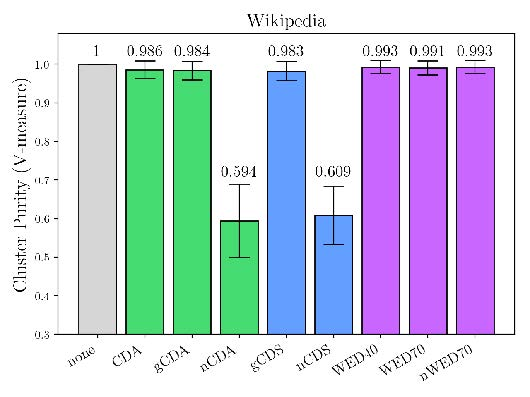 Wikipedia
Cluster Purity (V-measure)
1.0
0.9
0.8
0.7
0.6
0.5
0.4
0.3
1
0.986
0.984
0.594
0.983
0.609
0.993
0.991
0.993
none
CDA
gCDA
nCDA
gCDS
nCDS
WED40
WED70
nWED70